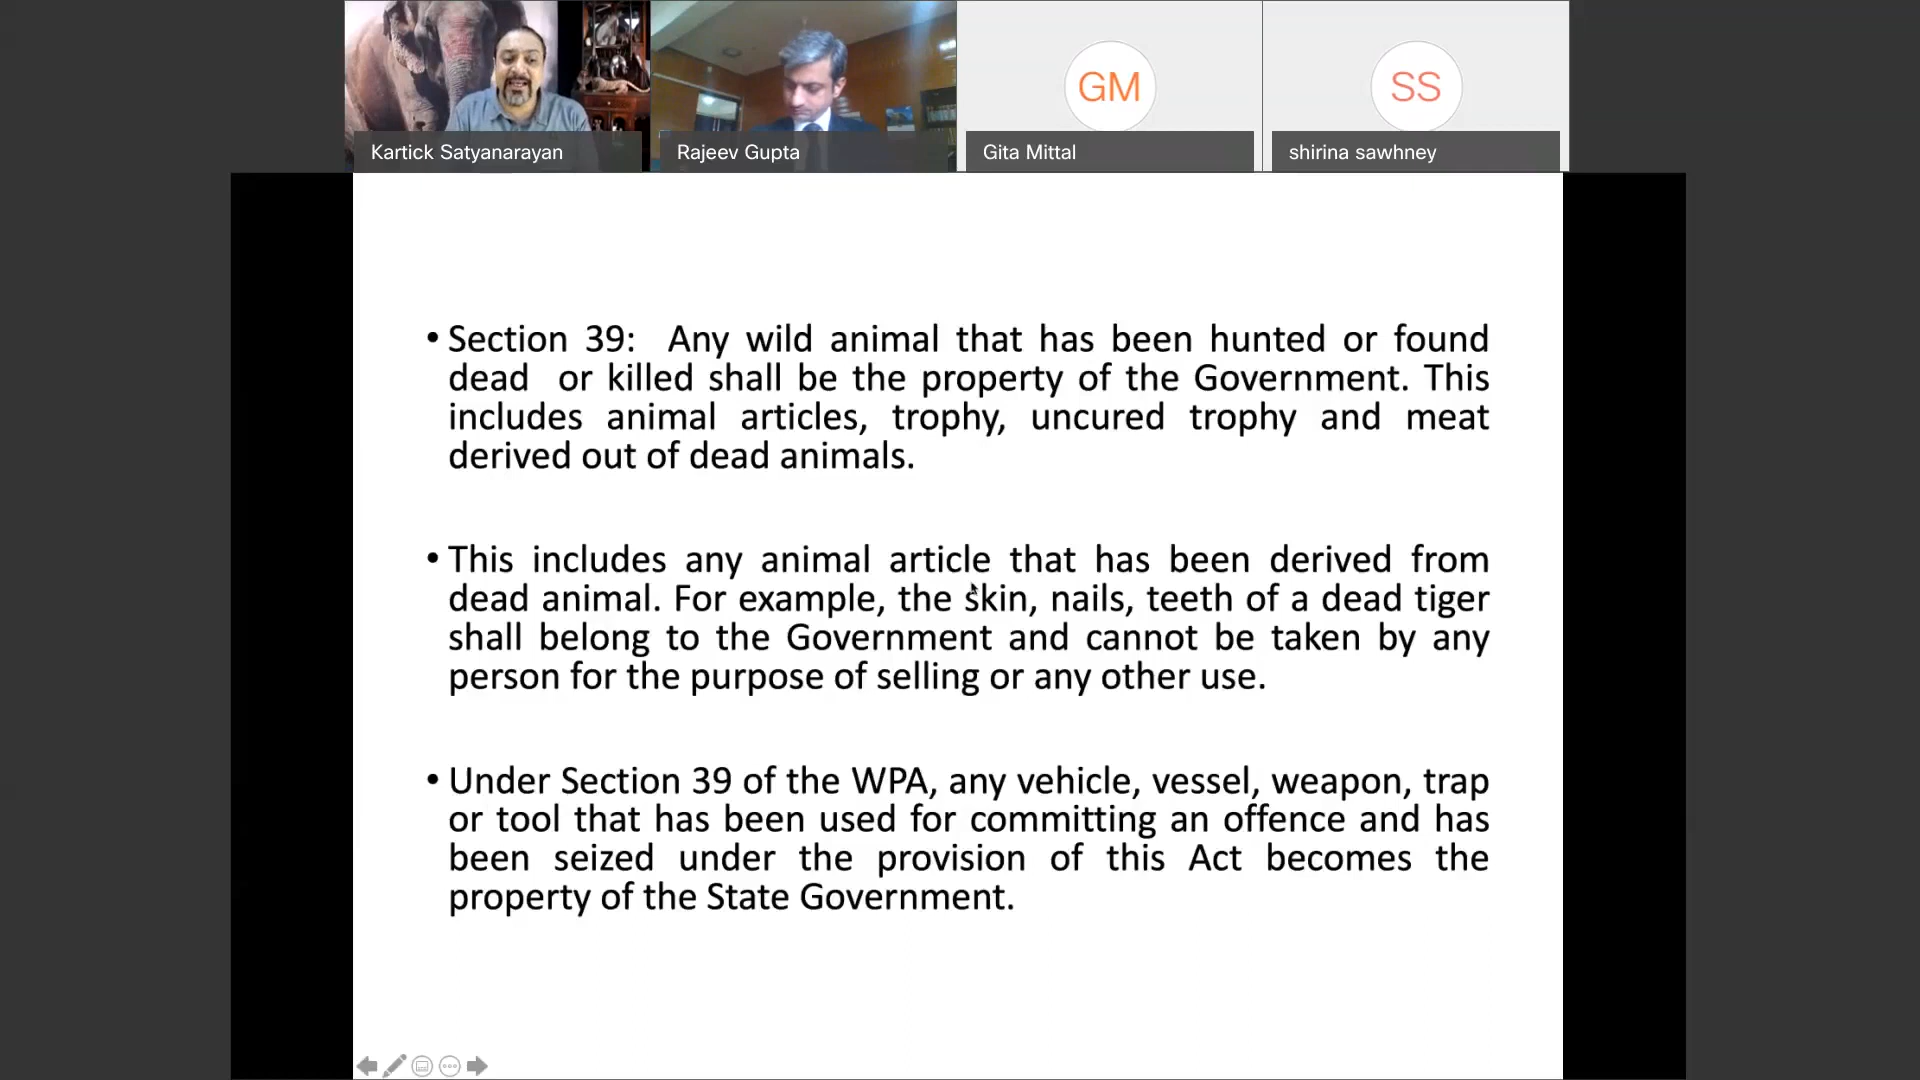 GM
SS
Kartick Satyanarayan
Rajeev Gupta
Gita Mittal
shirina sawhney
• Section 39: Any wild animal that has been hunted or found
dead or killed shall be the property of the Government. This
includes animal articles, trophy, uncured trophy and meat
derived out of dead animals.
• This includes any animal article that has been derived from
dead animal. For example, the skin, nails, teeth of a dead tiger
shall belong to the Government and cannot be taken by any
person for the purpose of selling or any other use.
• Under Section 39 of the WPA, any vehicle, vessel, weapon, trap
or tool that has been used for committing an offence and has
been seized under the provision of this Act becomes the
property of the State Government.